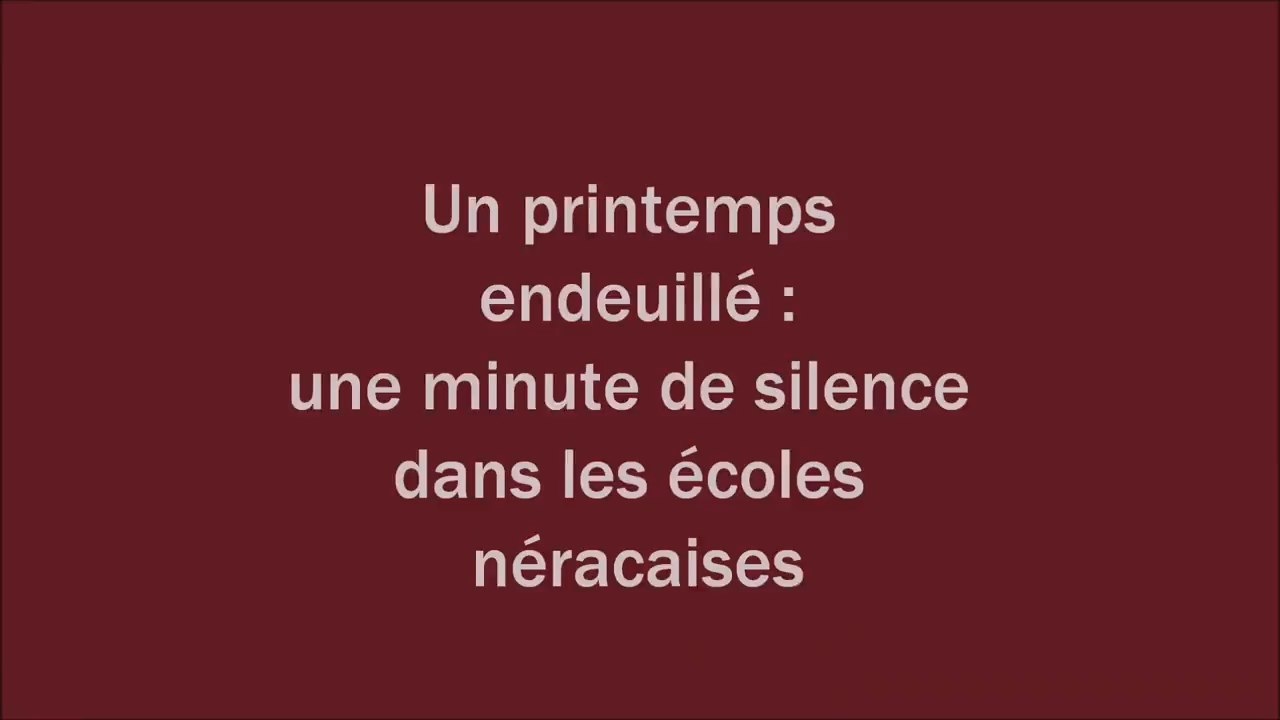 Un printemps
endeuillé :
une minute de silence
dans les écoles
néracaises